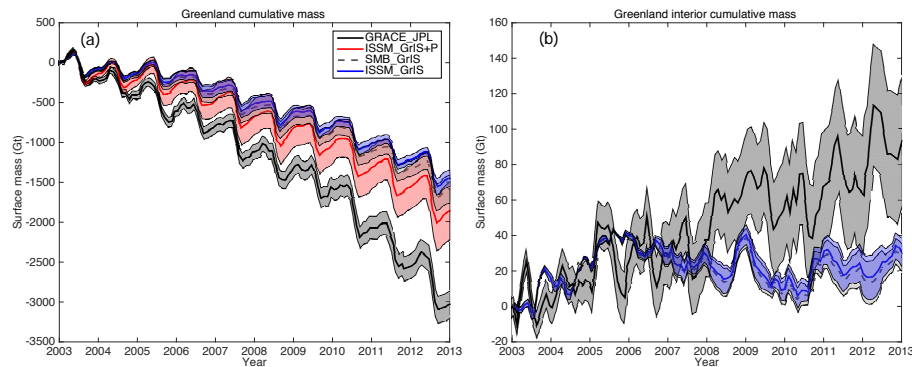 Greenland cumulative mass
(a)
GRACE_JPL
ISSM_GrIS+P
SMB_GrIS
ISSM_GrIS
500
0
-500
-1000
-1500
-2000
-2500
-3000
-3500
Surface mass (Gt)
2003 2004 2005 2006 2007 2008 2009 2010 2011 2012 2013
Year
Greenland interior cumulative mass
(b)
160
140
120
100
80
60
40
20
0
-20
Surface mass (Gt)
2003 2004 2005 2006 2007 2008 2009 2010 2011 2012 2013
Year